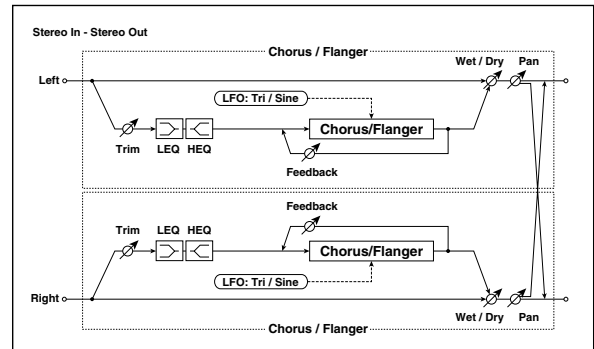 Stereo In - Stereo Out
Chorus / Flanger
Wet / Dry Pan
Left
LFO: Tri / Sine
Chorus/Flanger
Trim LEQ HEQ
Feedback
Feedback
Trim LEQ HEQ
Chorus/Flanger
LFO: Tri / Sine
Right
Wet / Dry Pan
Chorus / Flanger